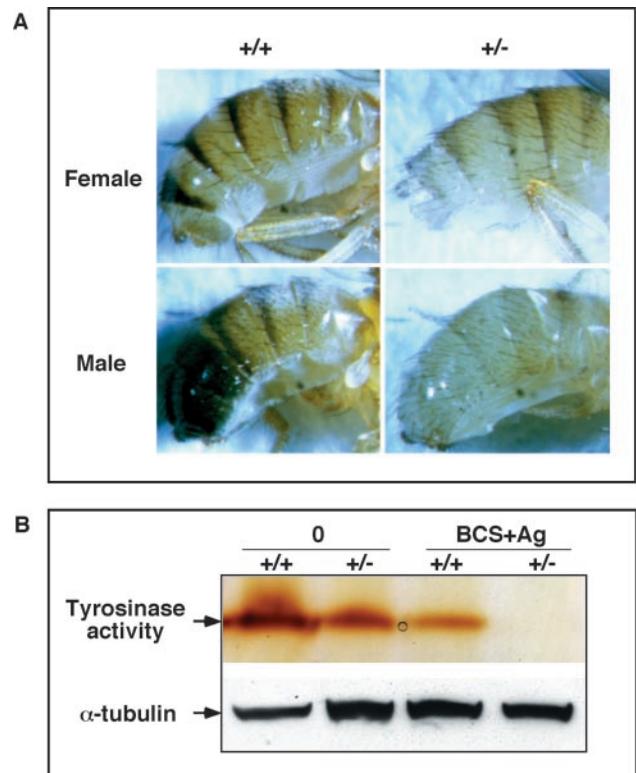 A
+/+ +/-
Female
Male
B
0 BCS+Ag
+/+ +/- +/+ +/-
Tyrosinase
activity
α-tubulin